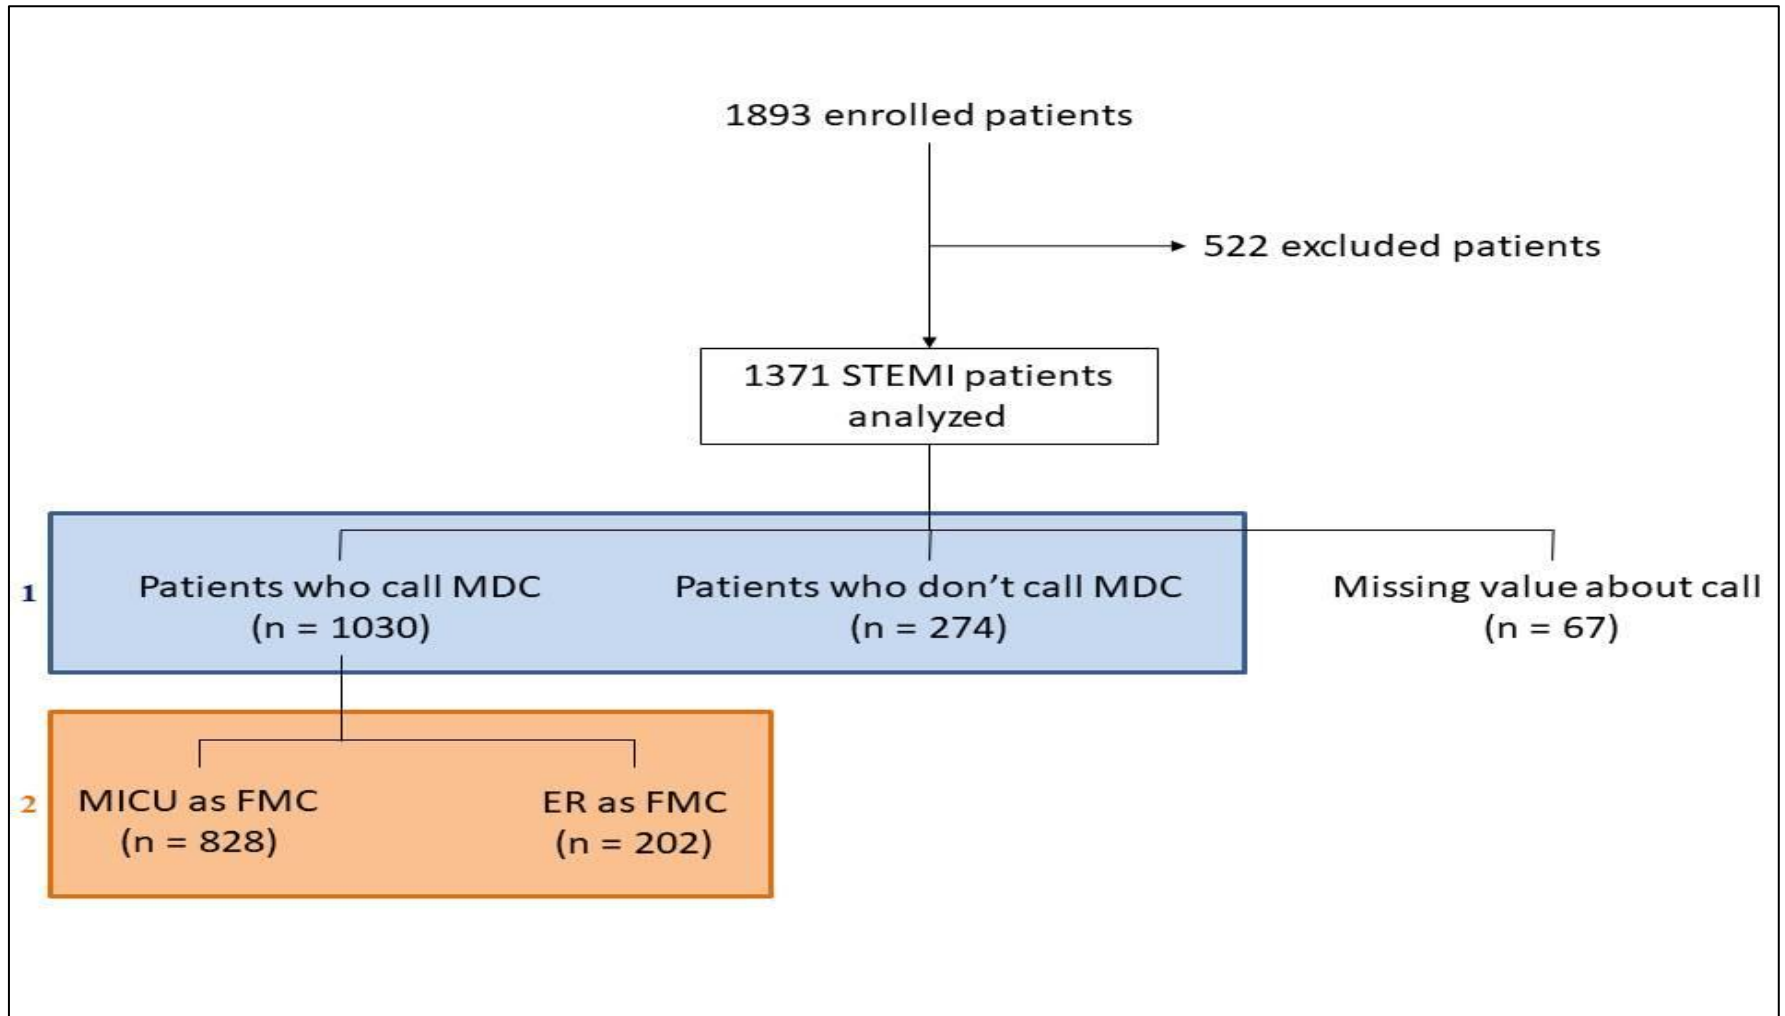 1893 enrolled patients
522 excluded patients
1371 STEMI patients
analyzed
1
Patients who call MDC
(n = 1030)
Patients who don’t call MDC
(n = 274)
Missing value about call
(n = 67)
2
MICU as FMC
(n = 828)
ER as FMC
(n = 202)